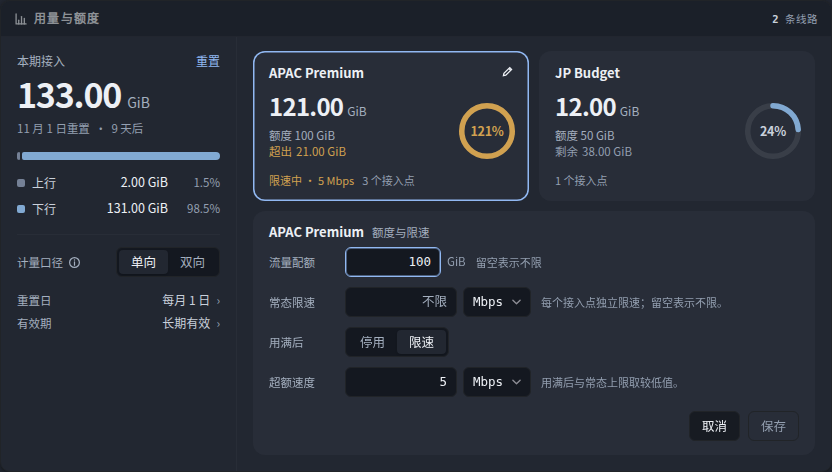 用量与额度
2 条线路
本期接入 重置
133.00 GiB
11 月 1 日重置 · 9 天后
上行 2.00 GiB 1.5%
下行 131.00 GiB 98.5%
计量口径 单向 双向
重置日 每月 1 日 ›
有效期 长期有效 ›
APAC Premium
121.00 GiB
额度 100 GiB
超出 21.00 GiB
121%
限速中 · 5 Mbps 3 个接入点
JP Budget
12.00 GiB
额度 50 GiB
剩余 38.00 GiB
24%
1 个接入点
APAC Premium 额度与限速
流量配额 100 GiB 留空表示不限
常态限速 不限 Mbps 每个接入点独立限速；留空表示不限。
用满后 停用 限速
超额速度 5 Mbps 用满后与常态上限取较低值。
取消 保存